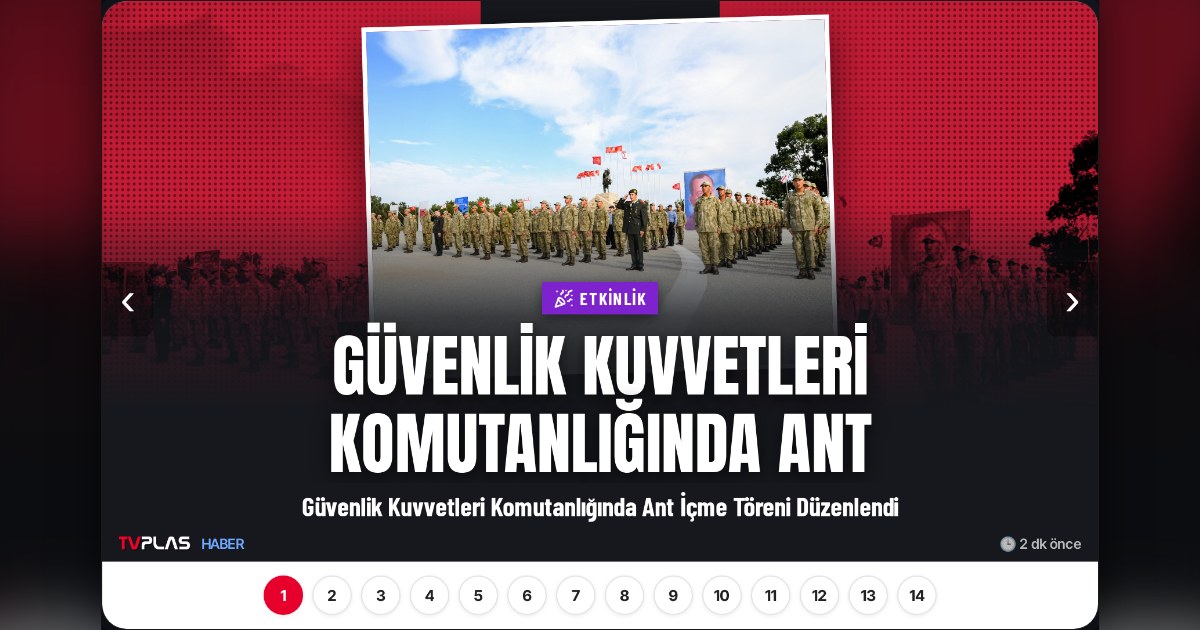 ETKİNLİK
GÜVENLİK KUVVETLERİ
KOMUTANLIĞINDA ANT
Güvenlik Kuvvetleri Komutanlığında Ant İçme Töreni Düzenlendi
TVPLAS HABER
2 dk önce
1 2 3 4 5 6 7 8 9 10 11 12 13 14